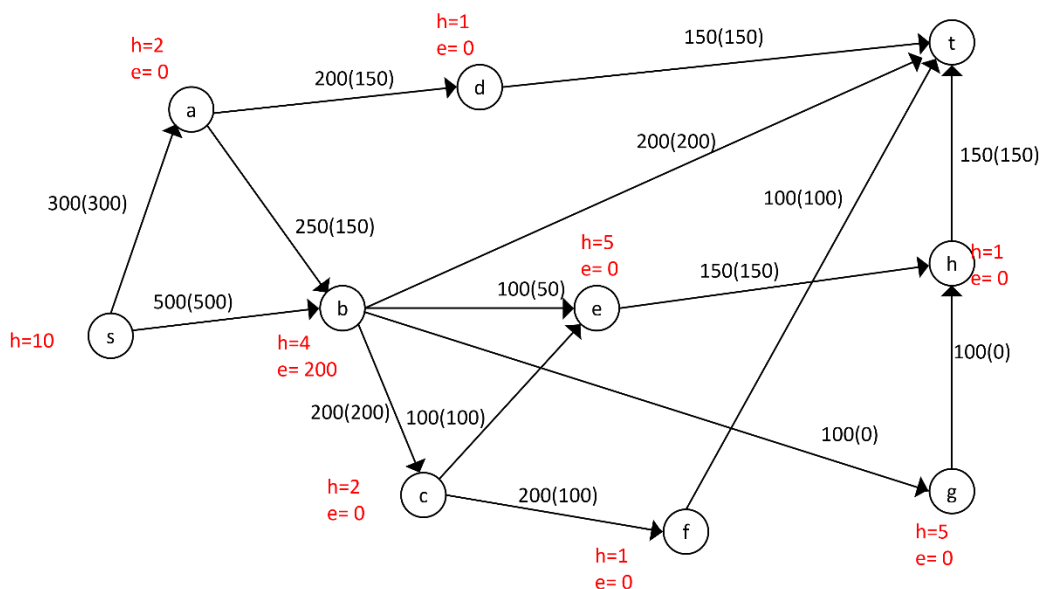 h=1
e= 0
t
150(150)
h=2
e= 0
200(150)
d
a
200(200)
150(150)
300(300)
100(100)
250(150)
h=5
e= 0
h
h=1
e= 0
150(150)
500(500)
100(50)
b
e
s
h=10
h=4
e= 200
100(0)
200(200)
100(100)
100(0)
h=2
e= 0
c
200(100)
g
f
h=5
e= 0
h=1
e= 0